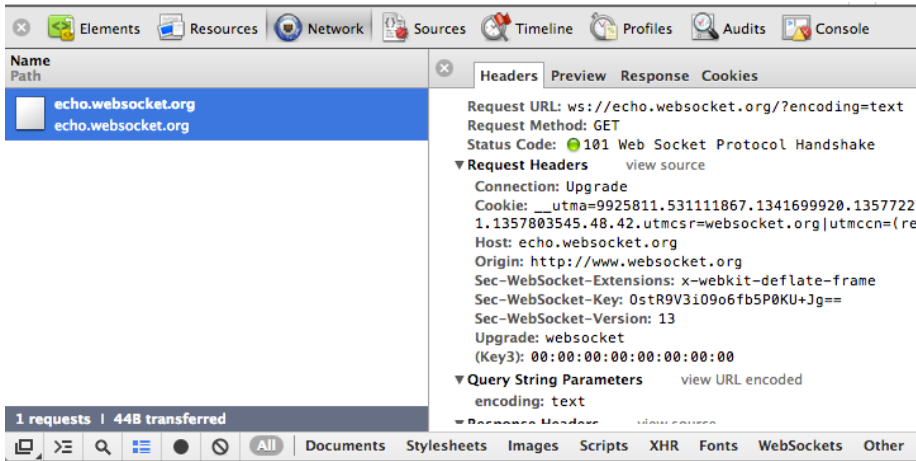 Elements Resources Network Sources Timeline Profiles Audits Console
Name
Path
echo.websocket.org
echo.websocket.org
1 requests | 44B transferred
Headers Preview Response Cookies
Request URL: ws://echo.websocket.org/?encoding=text
Request Method: GET
Status Code: 101 Web Socket Protocol Handshake
Request Headers view source
Connection: Upgrade
Cookie: __utma=9925811.531111867.1341699920.1357722
1.1357803545.48.42.utmcsr=websocket.org|utmccn=(re
Host: echo.websocket.org
Origin: http://www.websocket.org
Sec-WebSocket-Extensions: x-webkit-deflate-frame
Sec-WebSocket-Key: OstR9V3iO9o6fb5P0KU+Jg==
Sec-WebSocket-Version: 13
Upgrade: websocket
(Key3): 00:00:00:00:00:00:00:00
Query String Parameters view URL encoded
encoding: text
Response Headers view source
All Documents Stylesheets Images Scripts XHR Fonts WebSockets Other